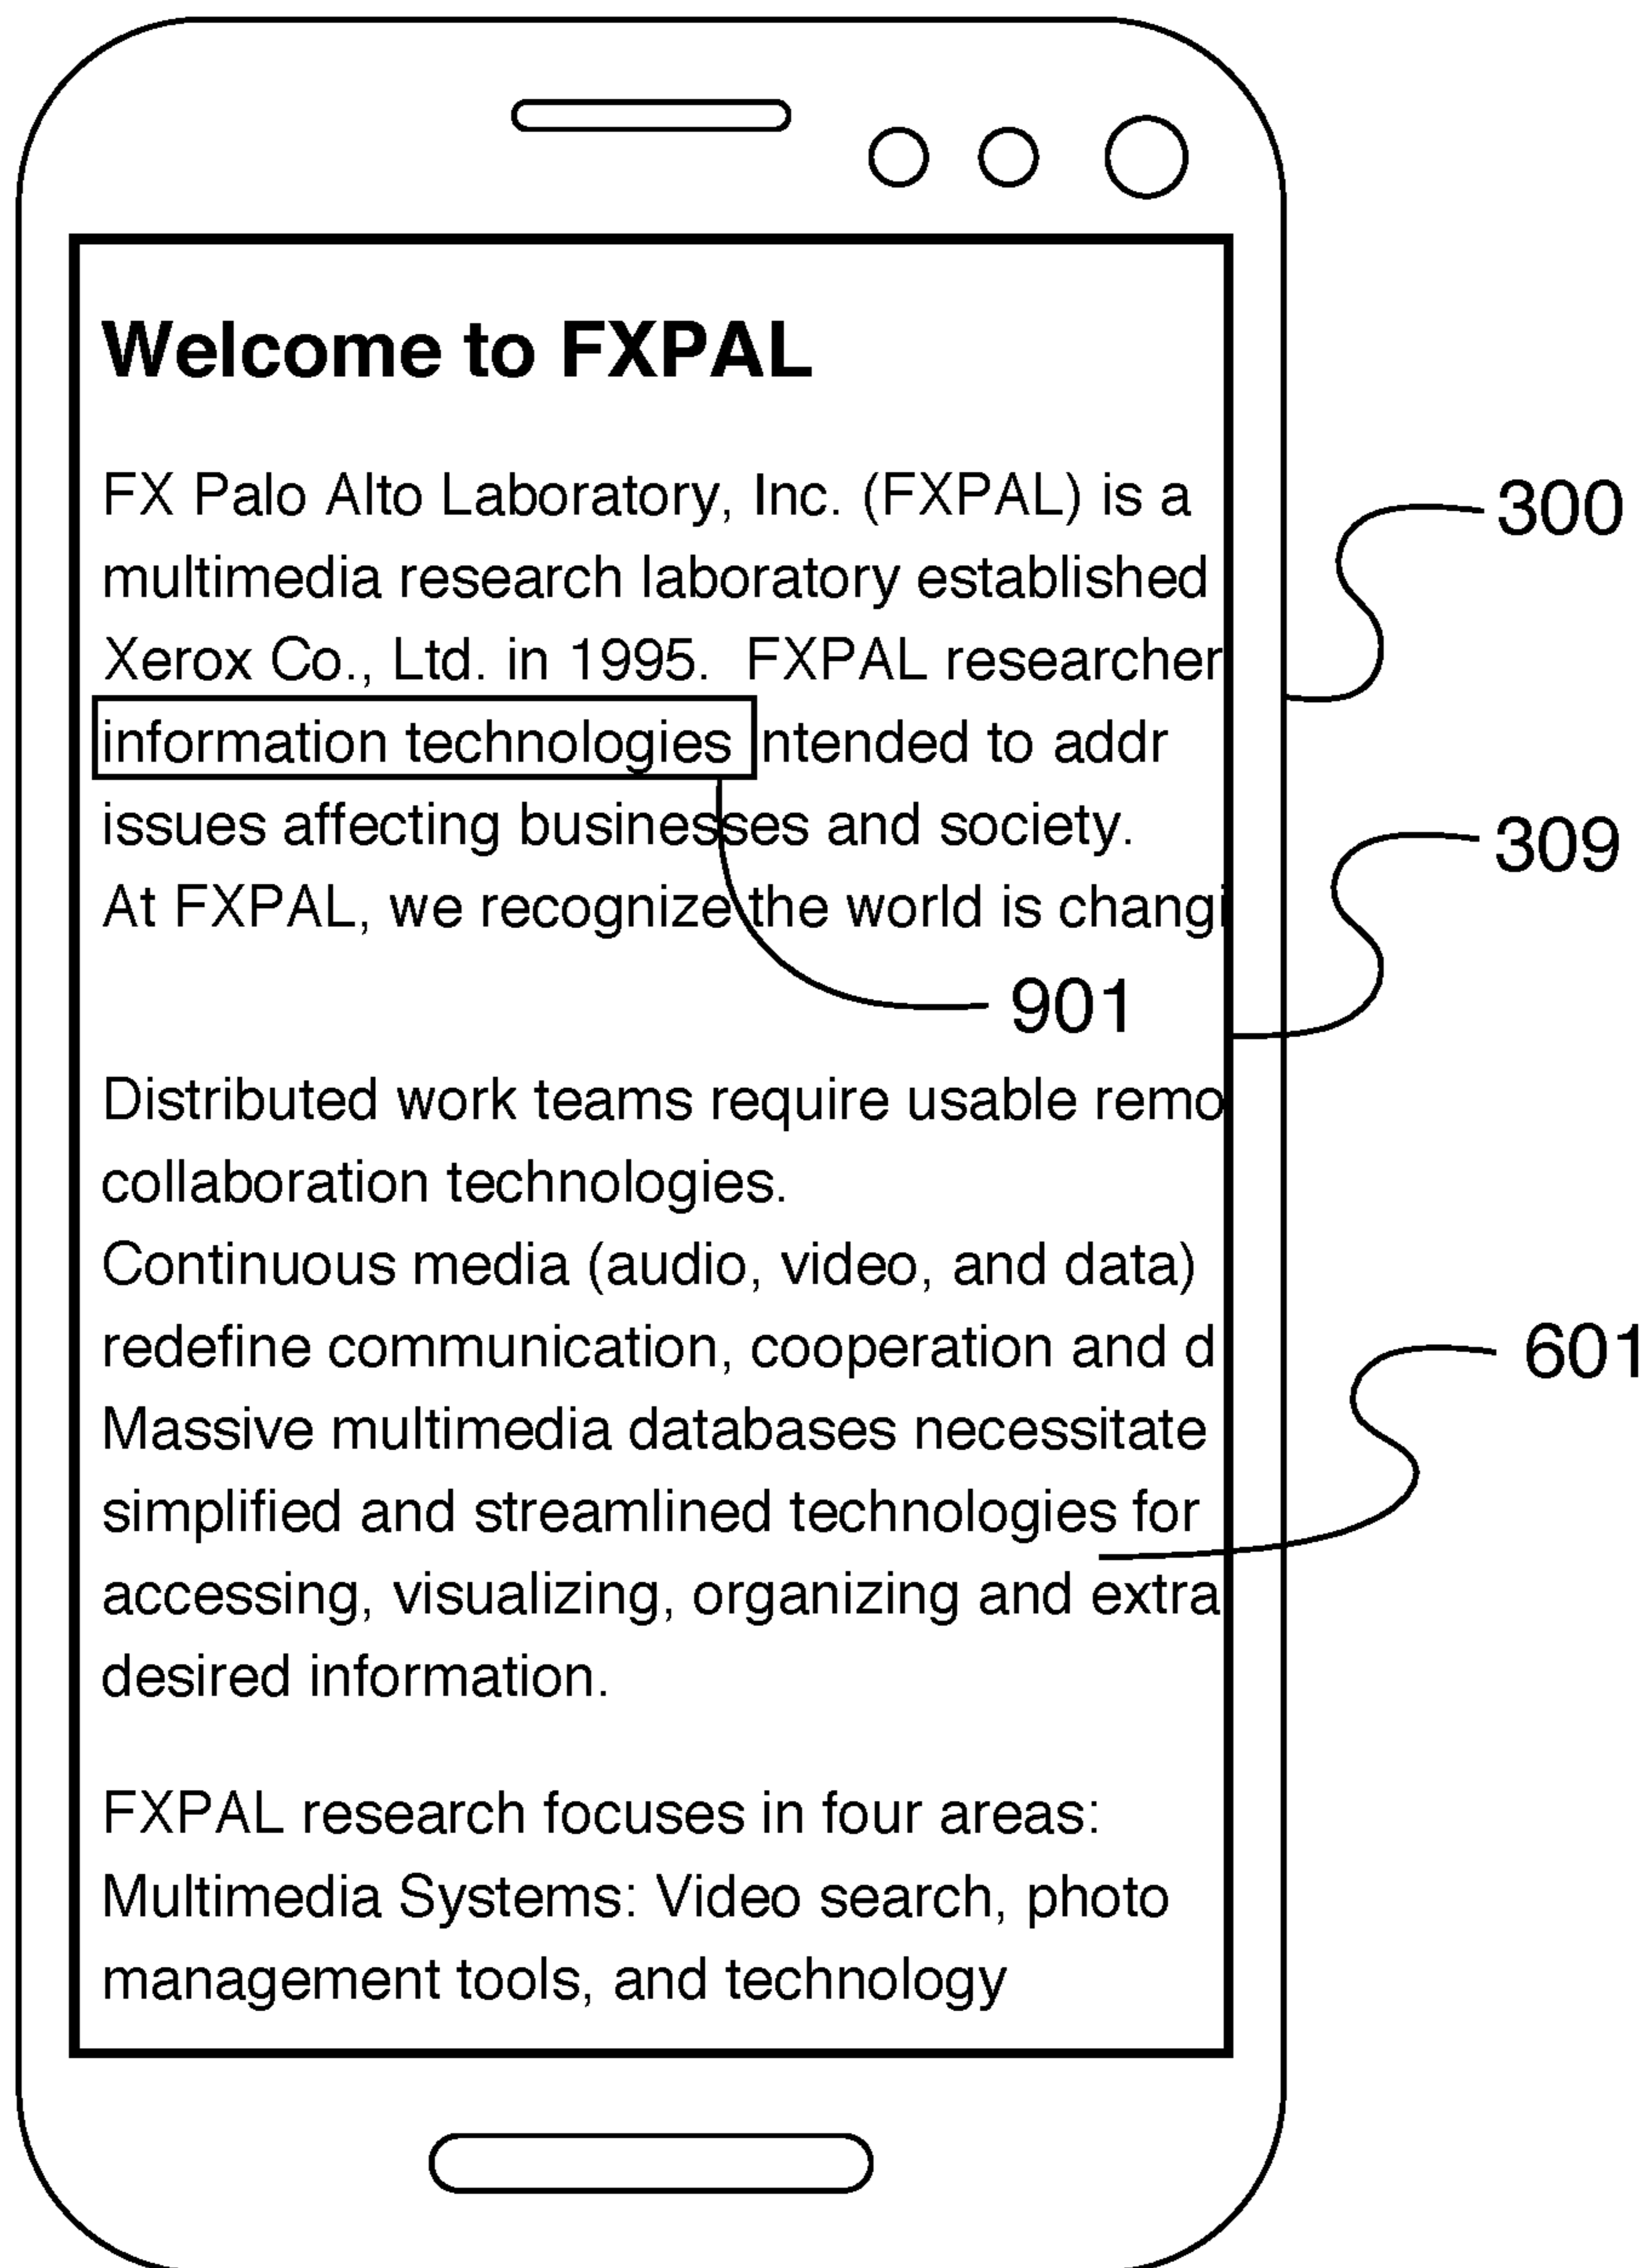 Welcome to FXPAL
FX Palo Alto Laboratory, Inc. (FXPAL) is a
multimedia research laboratory established
Xerox Co., Ltd. in 1995. FXPAL researcher
information technologies ntended to addr
issues affecting businesses and society.
At FXPAL, we recognize the world is changi
Distributed work teams require usable remo
collaboration technologies.
Continuous media (audio, video, and data)
redefine communication, cooperation and d
Massive multimedia databases necessitate
simplified and streamlined technologies for
accessing, visualizing, organizing and extra
desired information.
FXPAL research focuses in four areas:
Multimedia Systems: Video search, photo
management tools, and technology
300
309
901
601